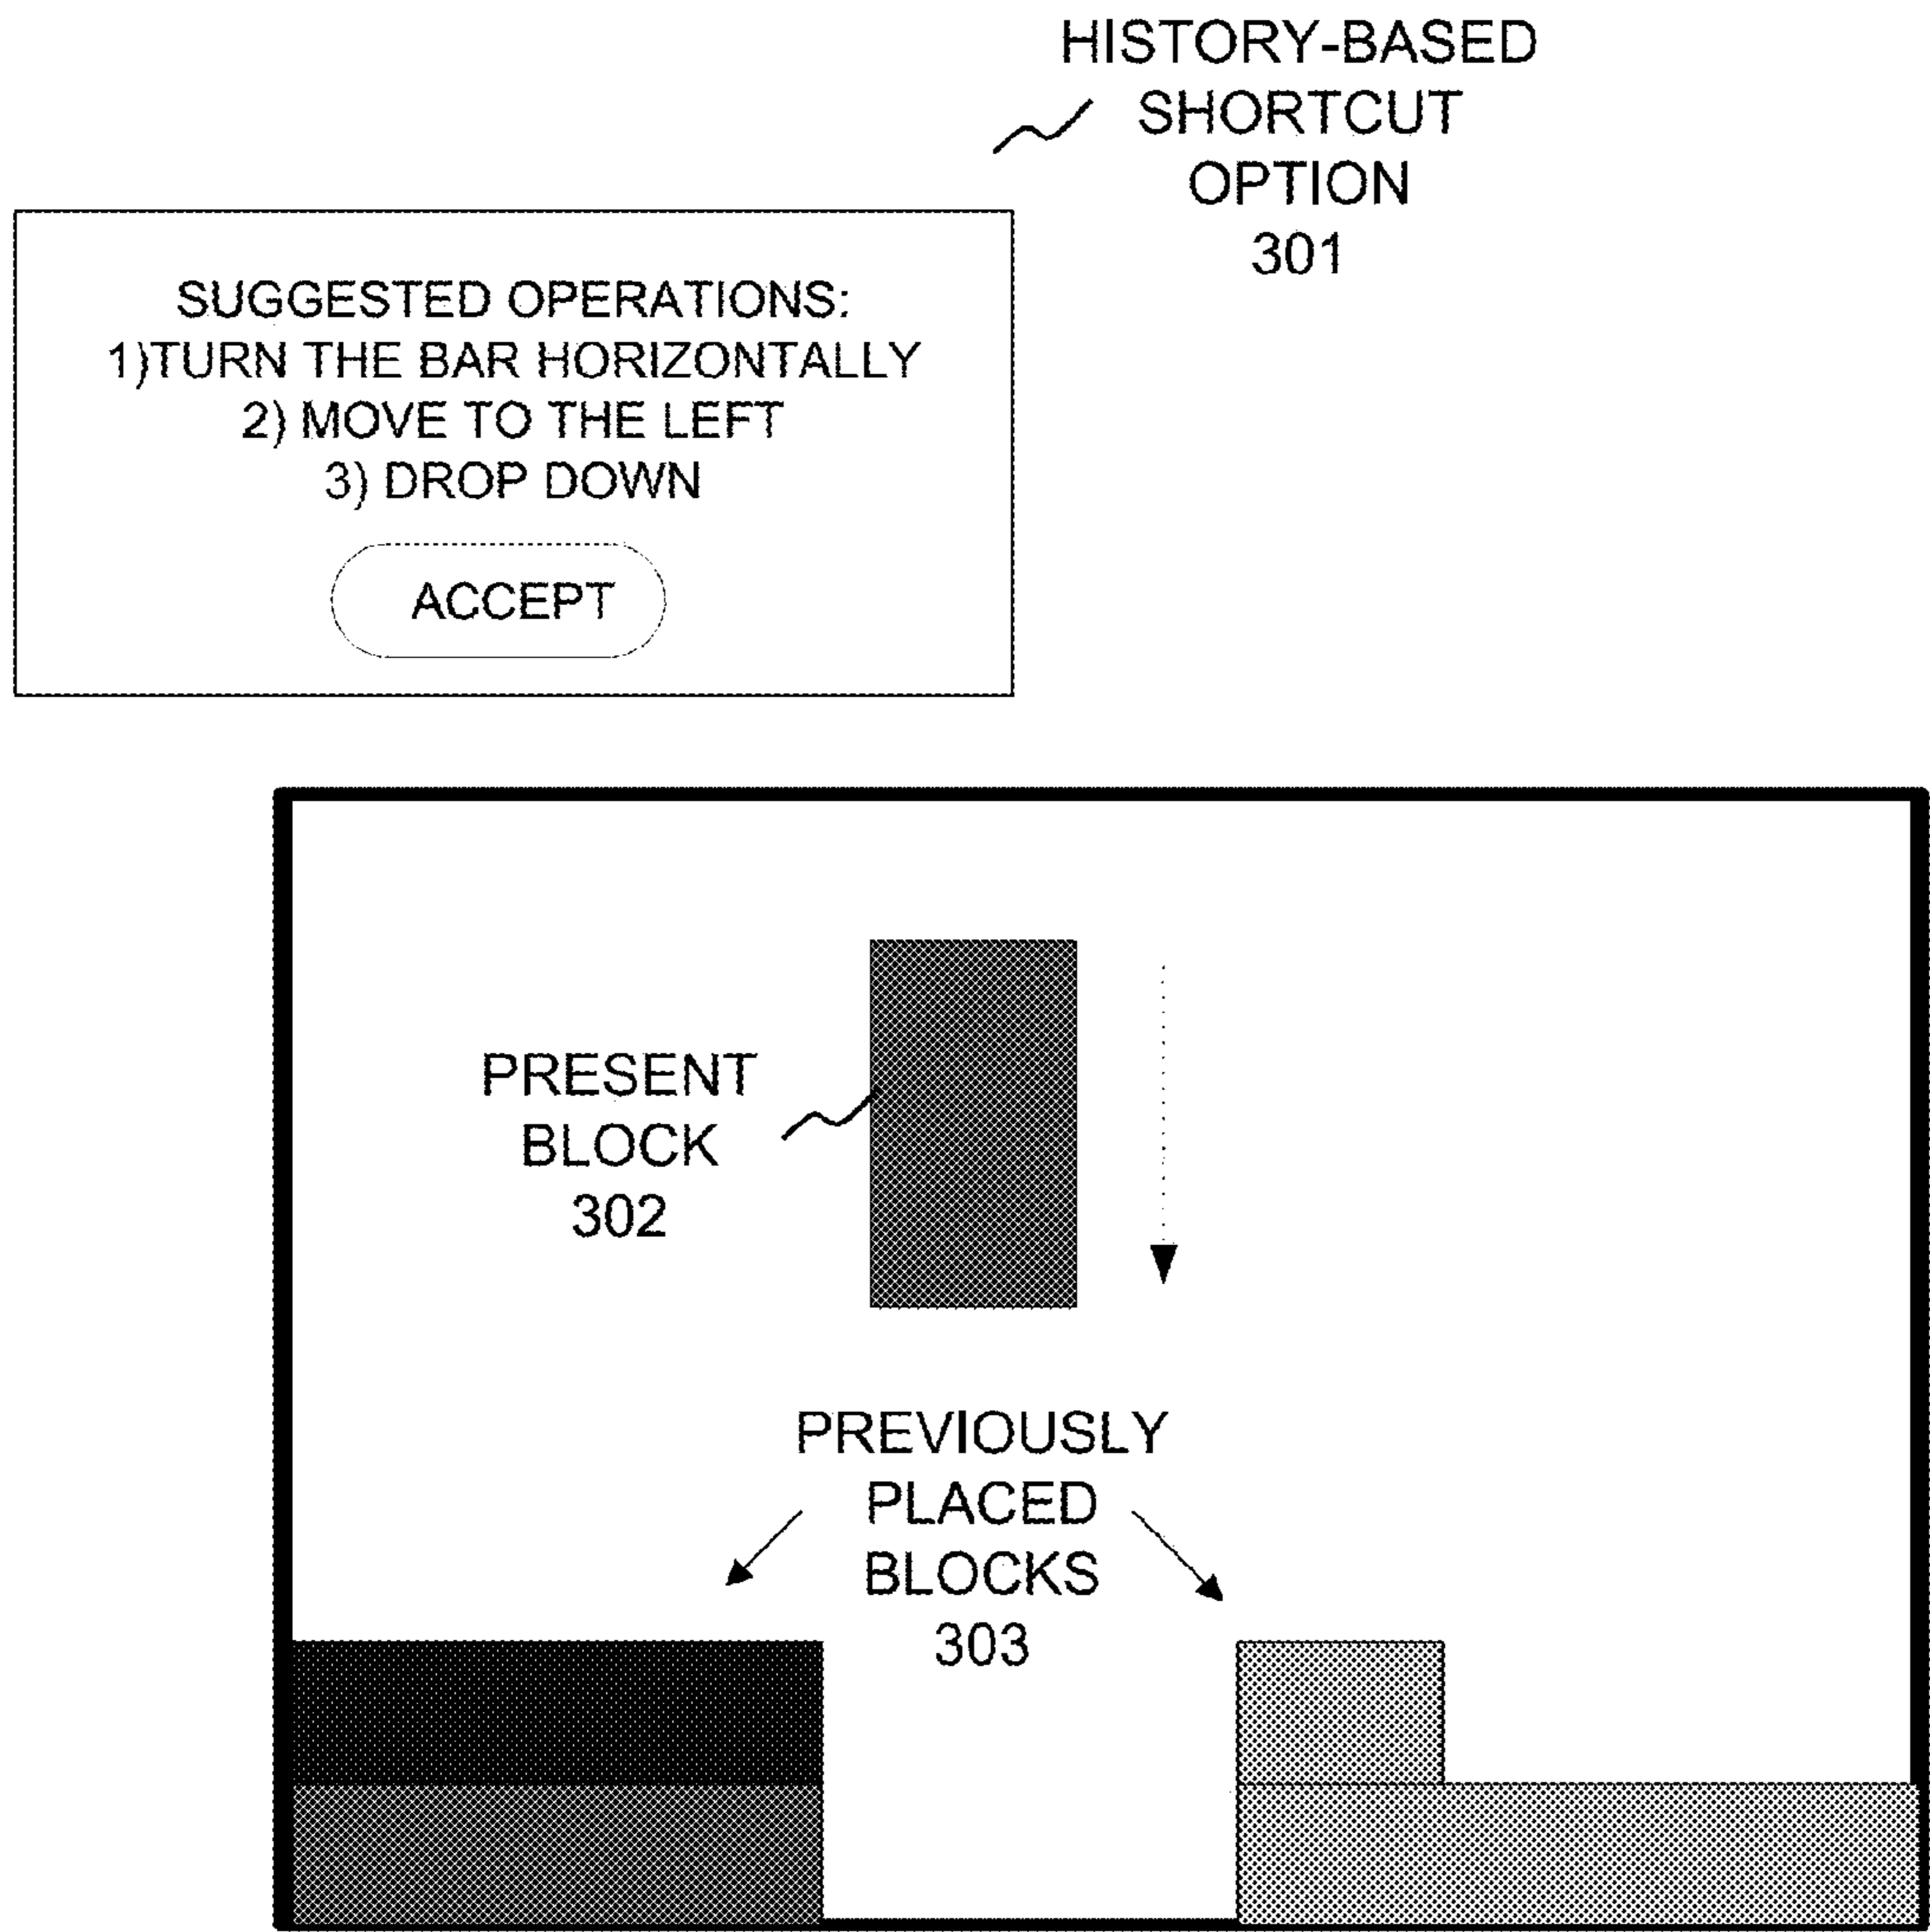 HISTORY-BASED
SHORTCUT
OPTION
301
SUGGESTED OPERATIONS:
1)TURN THE BAR HORIZONTALLY
2) MOVE TO THE LEFT
3) DROP DOWN
ACCEPT
PRESENT
BLOCK
302
PREVIOUSLY
PLACED
BLOCKS
303